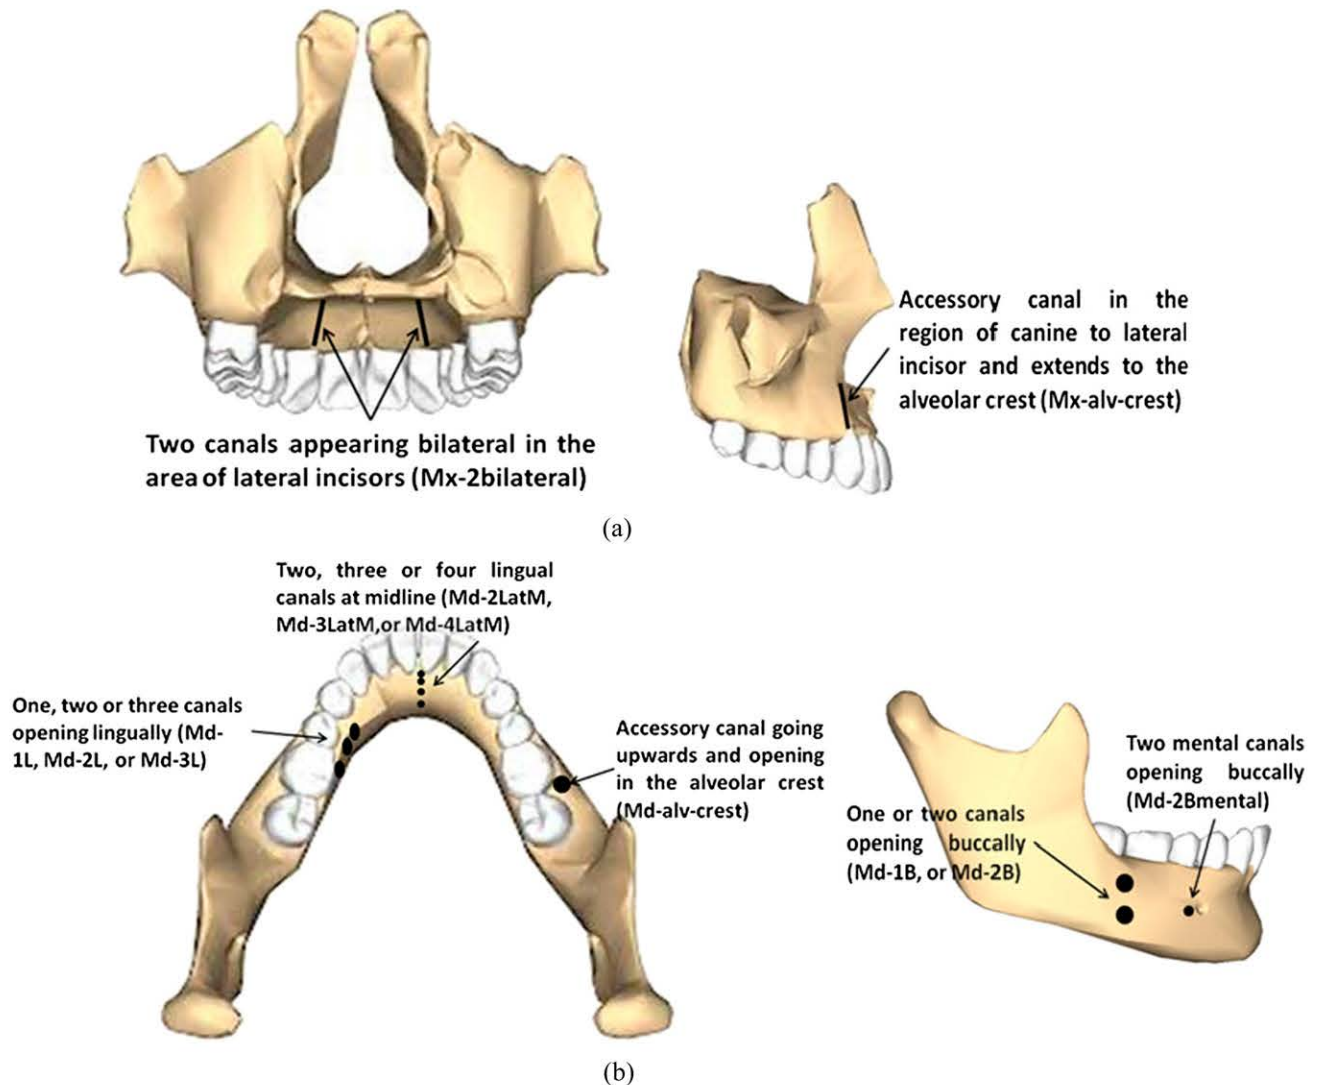 Accessory canal in the
region of canine to lateral
incisor and extends to the
alveolar crest (Mx-alv-crest)
Two canals appearing bilateral in the
area of lateral incisors (Mx-2bilateral)
(a)
Two, three or four lingual
canals at midline (Md-2LatM,
Md-3LatM,or Md-4LatM)
One, two or three canals
opening lingually (Md-
1L, Md-2L, or Md-3L)
Accessory canal going
upwards and opening
in the alveolar crest
(Md-alv-crest)
Two mental canals
opening buccally
(Md-2Bmental)
One or two canals
opening buccally
(Md-1B, or Md-2B)
(b)